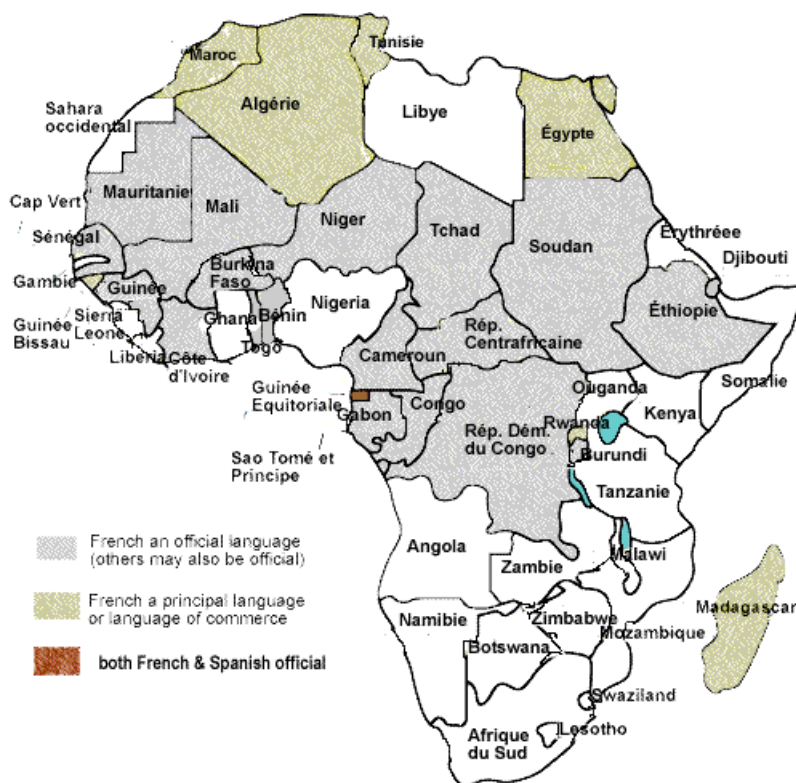 Maroc
Tunisie
Algérie
Libye
Égypte
Sahara
occidental
Mauritanie
Mali
Niger
Tchad
Soudan
Erythréee
Djibouti
Cap Vert
Sénégal
Gambie
Guinée
Guinée
Bissau
Sierra
Leone
Liberia
Côte
d'Ivoire
Burkina
Faso
Ghana
Togo
Bénin
Nigeria
Cameroun
Rép.
Centrafricaine
Éthiopie
Somalie
Guinée
Equitoriale
Gabon
Congo
Rép. Dém.
du Congo
Ouganda
Kenya
Rwanda
Burundi
Tanzanie
Sao Tomé et
Principe
Angola
Zambie
Malawi
Namibie
Zimbabwe
Botswana
Mozambique
Madagascar
Swaziland
Lesotho
Afrique
du Sud
French an official language
(others may also be official)
French a principal language
or language of commerce
both French & Spanish official